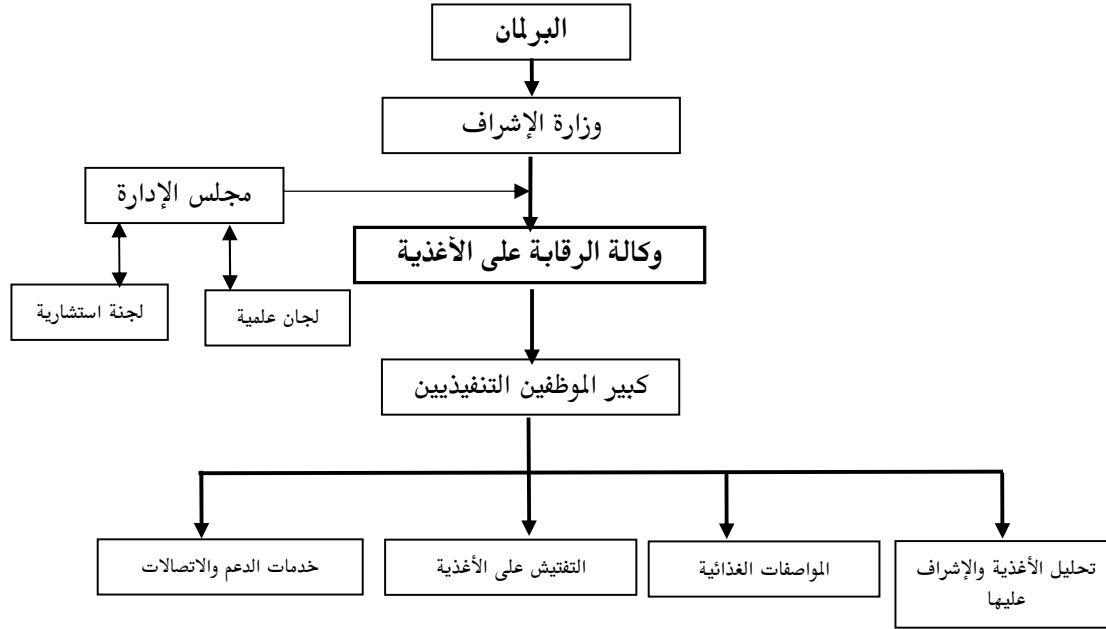 البرلمان
وزارة الإشراف
مجلس الإدارة
وكالة الرقابة على الأغذية
لجان علمية
لجنة استشارية
كبير الموظفين التنفيذيين
تحليل الأغذية والإشراف
عليها
المواصفات الغذائية
التفتيش على الأغذية
خدمات الدعم والاتصالات